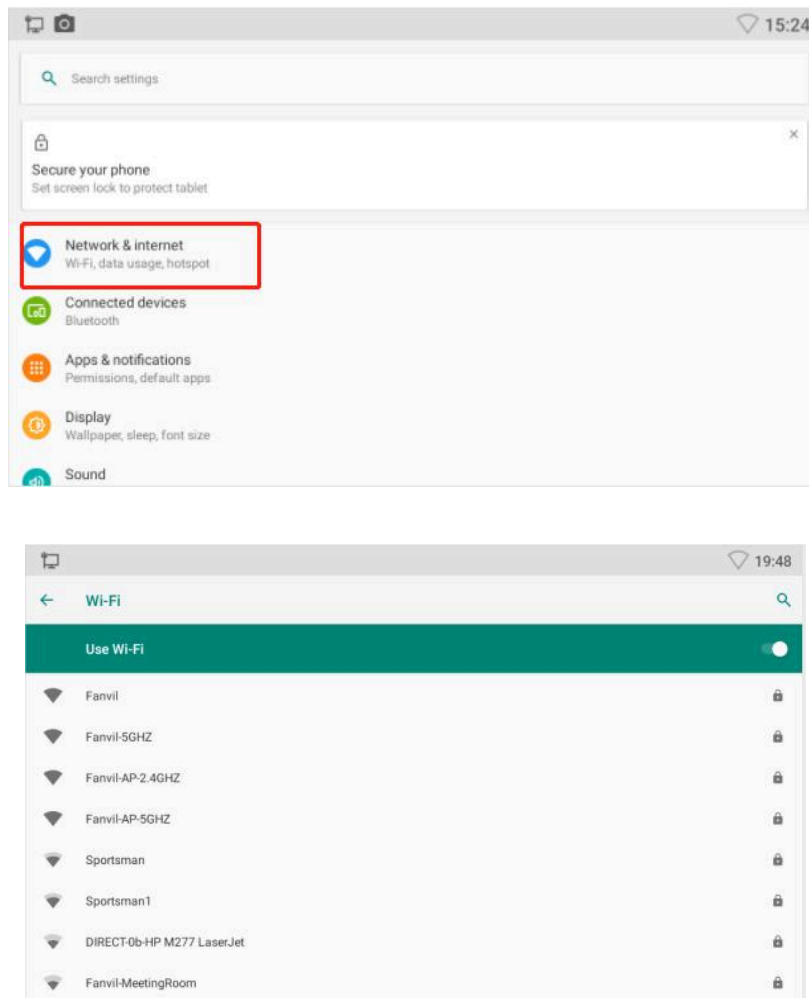 15:24
Search settings
Secure your phone
Set screen lock to protect tablet
Network & internet
Wi-Fi, data usage, hotspot
Connected devices
Bluetooth
Apps & notifications
Permissions, default apps
Display
Wallpaper, sleep, font size
Sound
19:48
Wi-Fi
Use Wi-Fi
Fanvil
Fanvil-5GHZ
Fanvil-AP-2.4GHZ
Fanvil-AP-5GHZ
Sportsman
Sportsman1
DIRECT-0b-HP M277 LaserJet
Fanvil-MeetingRoom